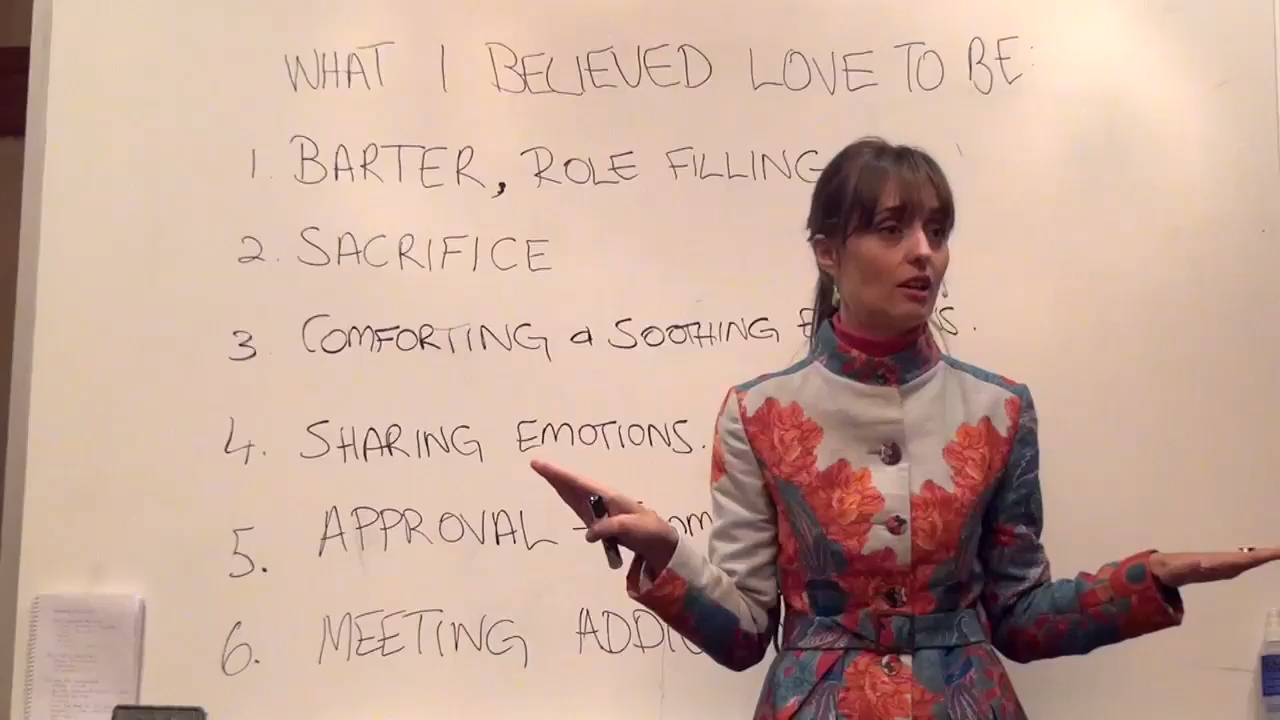 WHAT I BELIEVED LOVE TO BE:
1. BARTER, ROLE FILLING
2. SACRIFICE
3 COMFORTING & SOOTHING
4. SHARING EMOTIONS.
5. APPROVAL
6. MEETING